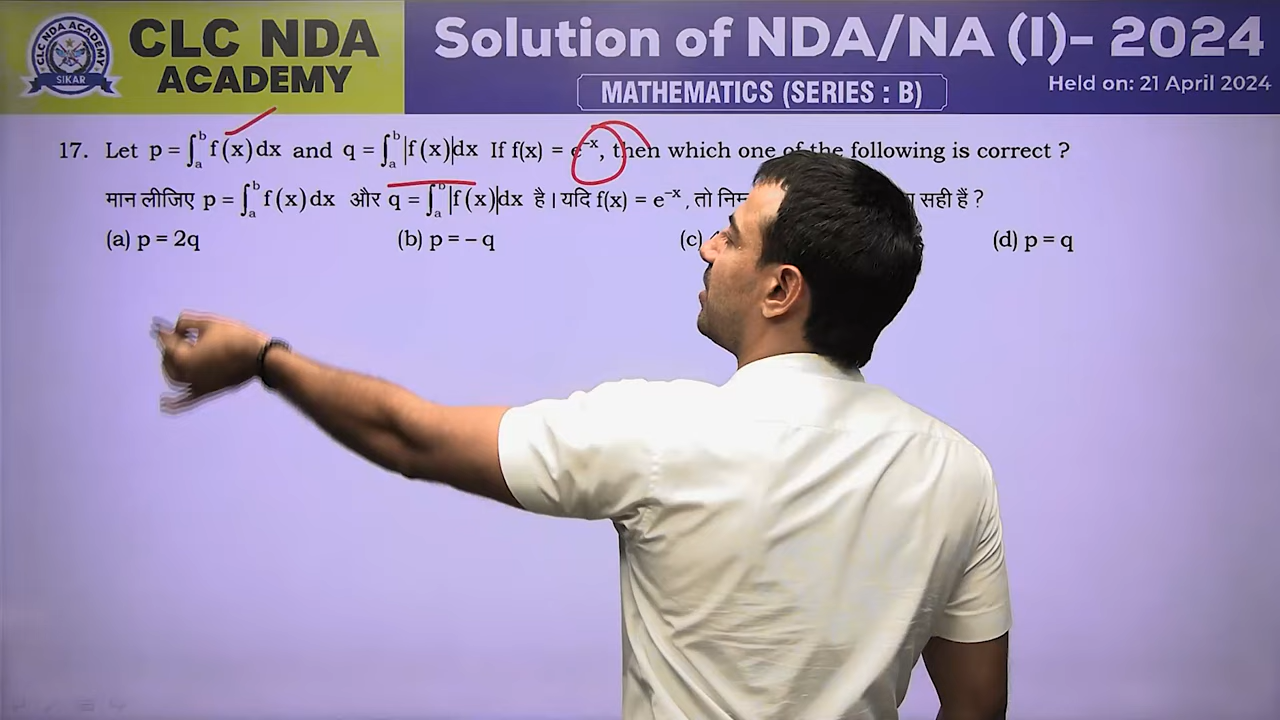 CLC NDA ACADEMY
SIKAR
CLC NDA
ACADEMY
Solution of NDA/NA (I)- 2024
MATHEMATICS (SERIES : B)
Held on: 21 April 2024
17. Let p = ∫ₐᵇ f(x)dx and q = ∫ₐᵇ |f(x)|dx If f(x) = e⁻ˣ, then which one of the following is correct ?
मान लीजिए p = ∫ₐᵇ f(x)dx और q = ∫ₐᵇ |f(x)|dx है। यदि f(x) = e⁻ˣ, तो सही हैं ?
(a) p = 2q (b) p = – q (c) (d) p = q